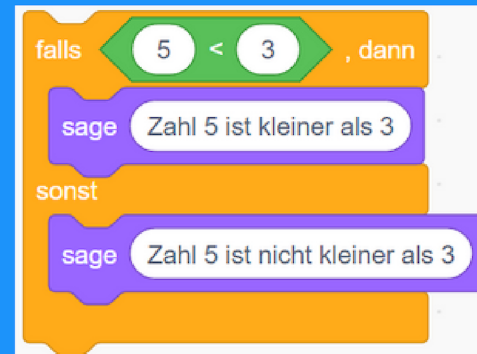 falls 5 < 3 , dann
sage Zahl 5 ist kleiner als 3
sonst
sage Zahl 5 ist nicht kleiner als 3